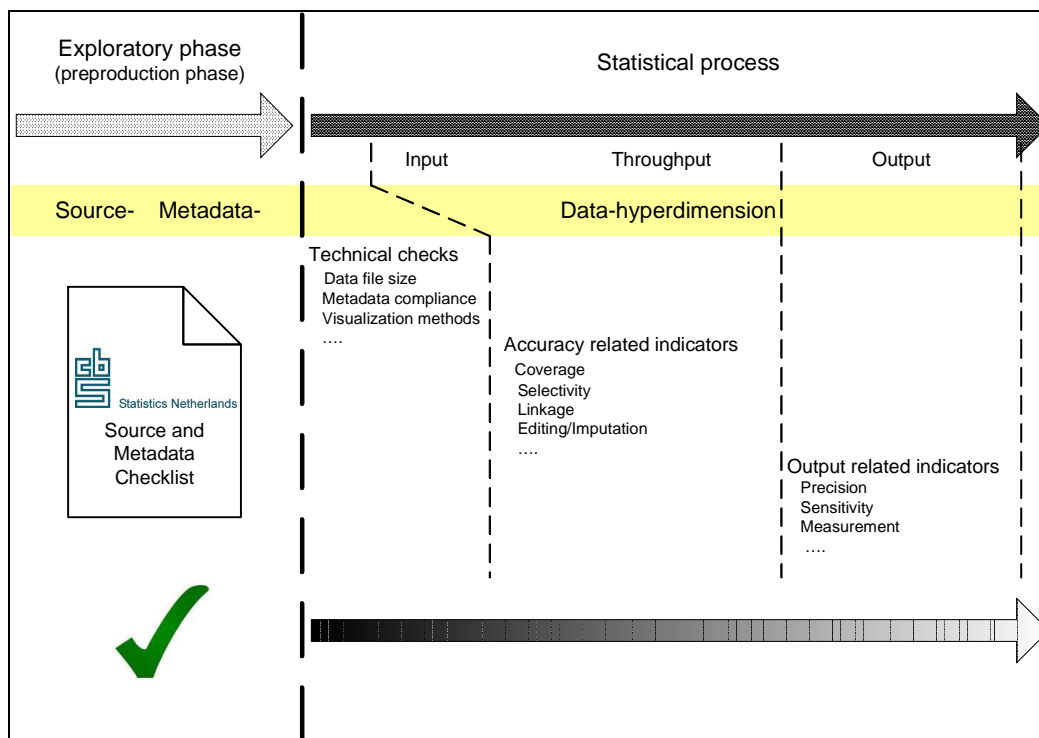 Exploratory phase
(preproduction phase)
Statistical process
Input
Throughput
Output
Source-
Metadata-
Data-hyperdimension
Technical checks
Data file size
Metadata compliance
Visualization methods
....
Accuracy related indicators
Coverage
Selectivity
Linkage
Editing/Imputation
....
Output related indicators
Precision
Sensitivity
Measurement
....
cbs
Statistics Netherlands
Source and
Metadata
Checklist